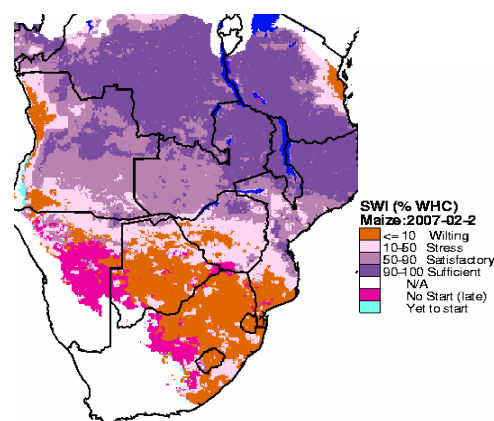 SWI (% WHC)
Maize:2007-02-2
<= 10 Wilting
10-50 Stress
50-90 Satisfactory
90-100 Sufficient
N/A
No Start (late)
Yet to start